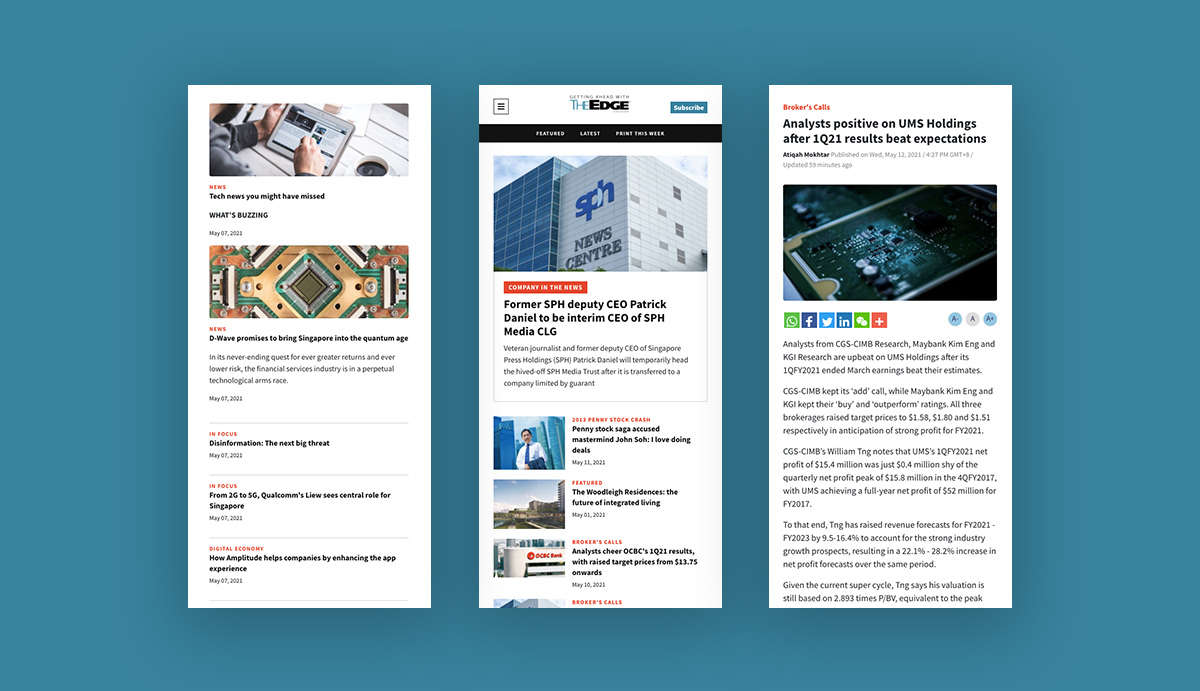 NEWS
Tech news you might have missed
WHAT'S BUZZING
May 07, 2021
NEWS
D-Wave promises to bring Singapore into the quantum age
In its never-ending quest for ever greater returns and ever
lower risk, the financial services industry is in a perpetual
technological arms race.
May 07, 2021
IN FOCUS
Disinformation: The next big threat
May 07, 2021
IN FOCUS
From 2G to 5G, Qualcomm's Liew sees central role for
Singapore
May 07, 2021
DIGITAL ECONOMY
How Amplitude helps companies by enhancing the app
experience
May 07, 2021
GETTING AHEAD WITH
THEEDGE
Subscribe
FEATURED LATEST PRINT THIS WEEK
sph
NEWS
CENTRE
COMPANY IN THE NEWS
Former SPH deputy CEO Patrick
Daniel to be interim CEO of SPH
Media CLG
Veteran journalist and former deputy CEO of Singapore
Press Holdings (SPH) Patrick Daniel will temporarily head
the hived-off SPH Media Trust after it is transferred to a
company limited by guarant
2013 PENNY STOCK CRASH
Penny stock saga accused
mastermind John Soh: I love doing
deals
May 11, 2021
FEATURED
The Woodleigh Residences: the
future of integrated living
May 01, 2021
OCBC Bank
BROKER'S CALLS
Analysts cheer OCBC's 1Q21 results,
with raised target prices from $13.75
onwards
May 10, 2021
BROKER'S CALLS
Broker's Calls
Analysts positive on UMS Holdings
after 1Q21 results beat expectations
Atiqah Mokhtar Published on Wed, May 12, 2021 / 4:27 PM GMT+8 /
Updated 59 minutes ago
A- A A+
Analysts from CGS-CIMB Research, Maybank Kim Eng and
KGI Research are upbeat on UMS Holdings after its
1QFY2021 ended March earnings beat their estimates.
CGS-CIMB kept its ‘add’ call, while Maybank Kim Eng and
KGI kept their ‘buy’ and ‘outperform’ ratings. All three
brokerages raised target prices to $1.58, $1.80 and $1.51
respectively in anticipation of strong profit for FY2021.
CGS-CIMB's William Tng notes that UMS's 1QFY2021 net
profit of $15.4 million was just $0.4 million shy of the
quarterly net profit peak of $15.8 million in the 4QFY2017,
with UMS achieving a full-year net profit of $52 million for
FY2017.
To that end, Tng has raised revenue forecasts for FY2021 -
FY2023 by 9.5-16.4% to account for the strong industry
growth prospects, resulting in a 22.1% - 28.2% increase in
net profit forecasts over the same period.
Given the current super cycle, Tng says his valuation is
still based on 2.893 times P/BV, equivalent to the peak